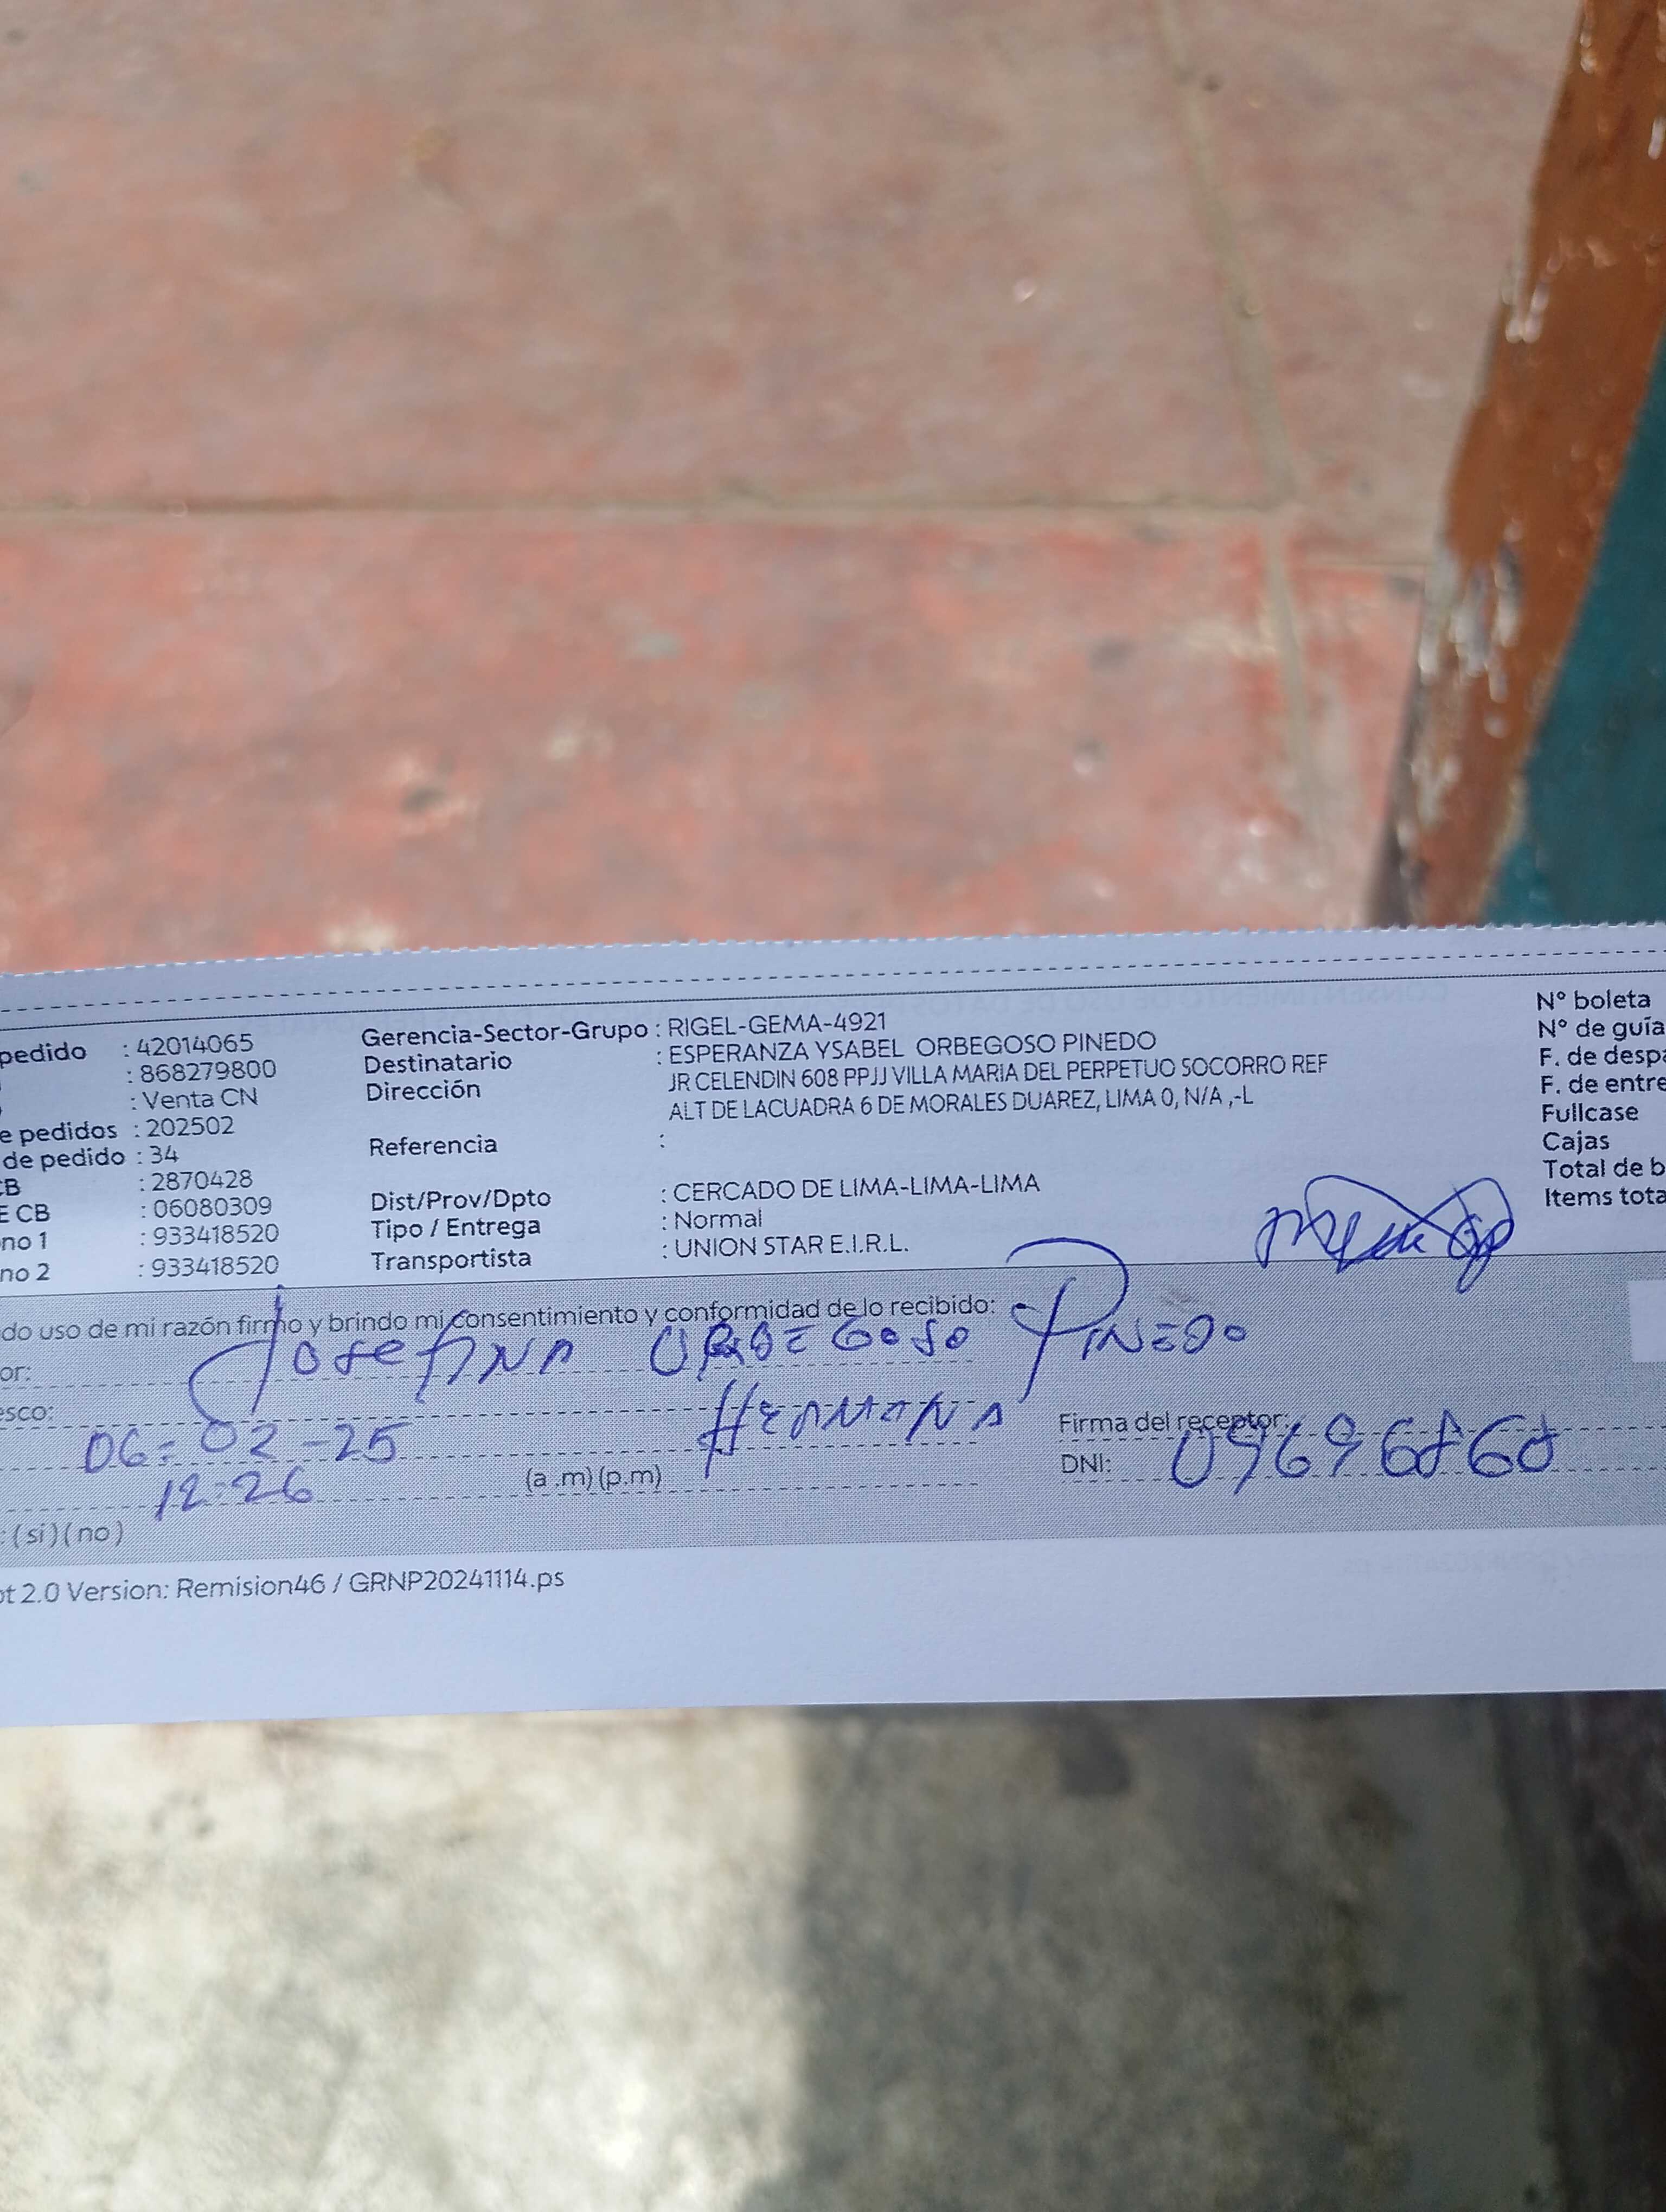 pedido : 42014065 Gerencia-Sector-Grupo : RIGEL-GEMA-4921 N° boleta
: 868279800 Destinatario : ESPERANZA YSABEL ORBEGOSO PINEDO N° de guía
: Venta CN Dirección JR CELENDIN 608 PPJJ VILLA MARIA DEL PERPETUO SOCORRO REF F. de despa
e pedidos : 202502 ALT DE LACUADRA 6 DE MORALES DUAREZ, LIMA 0, N/A ,-L F. de entre
de pedido : 34 Referencia : Fullcase
CB : 2870428 Cajas
E CB : 06080309 Dist/Prov/Dpto : CERCADO DE LIMA-LIMA-LIMA Total de b
no 1 : 933418520 Tipo / Entrega : Normal Items tota
no 2 : 933418520 Transportista : UNION STAR E.I.R.L.
do uso de mi razón firmo y brindo mi consentimiento y conformidad de lo recibido:
or: Josefina ORBEGOSO PINEDO
esco: HERMANA Firma del receptor:
06-02-25 DNI: 09696868
12:26 (a .m) (p.m)
: (si) (no)
ot 2.0 Version: Remision46 / GRNP20241114.ps